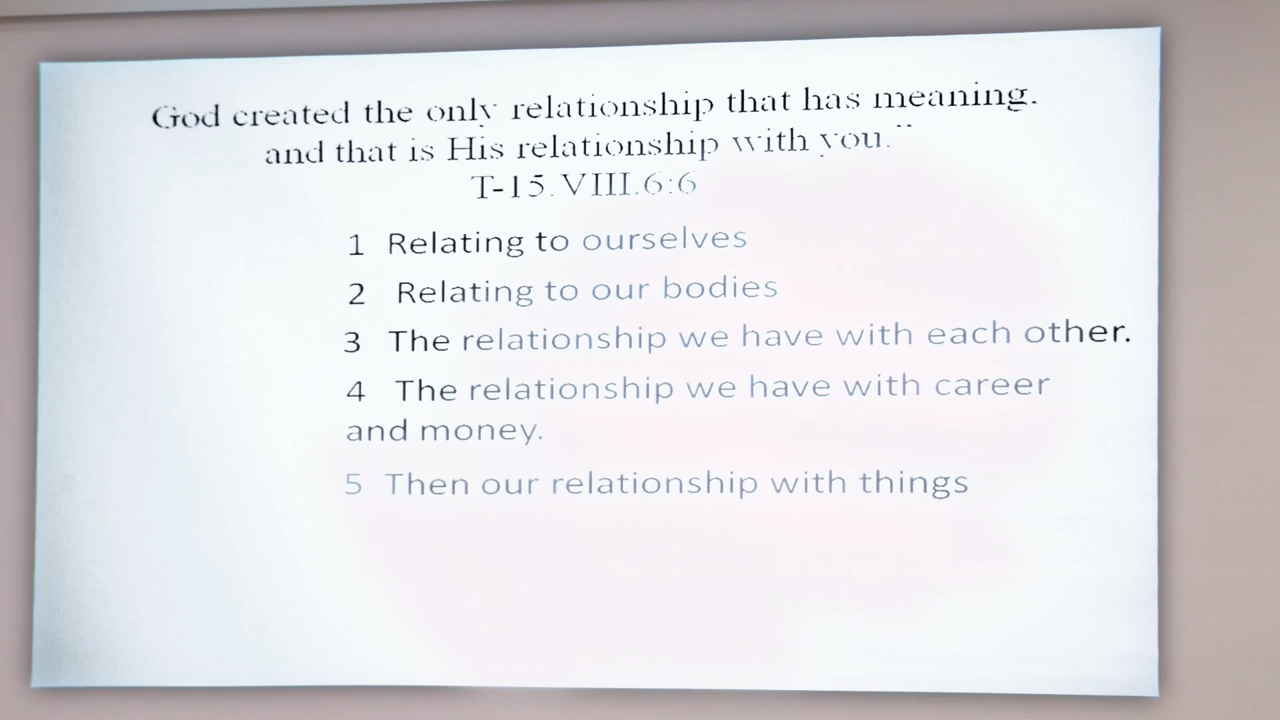 God created the only relationship that has meaning.
and that is His relationship with you."
T-15.VIII.6:6
1 Relating to ourselves
2 Relating to our bodies
3 The relationship we have with each other.
4 The relationship we have with career
and money.
5 Then our relationship with things